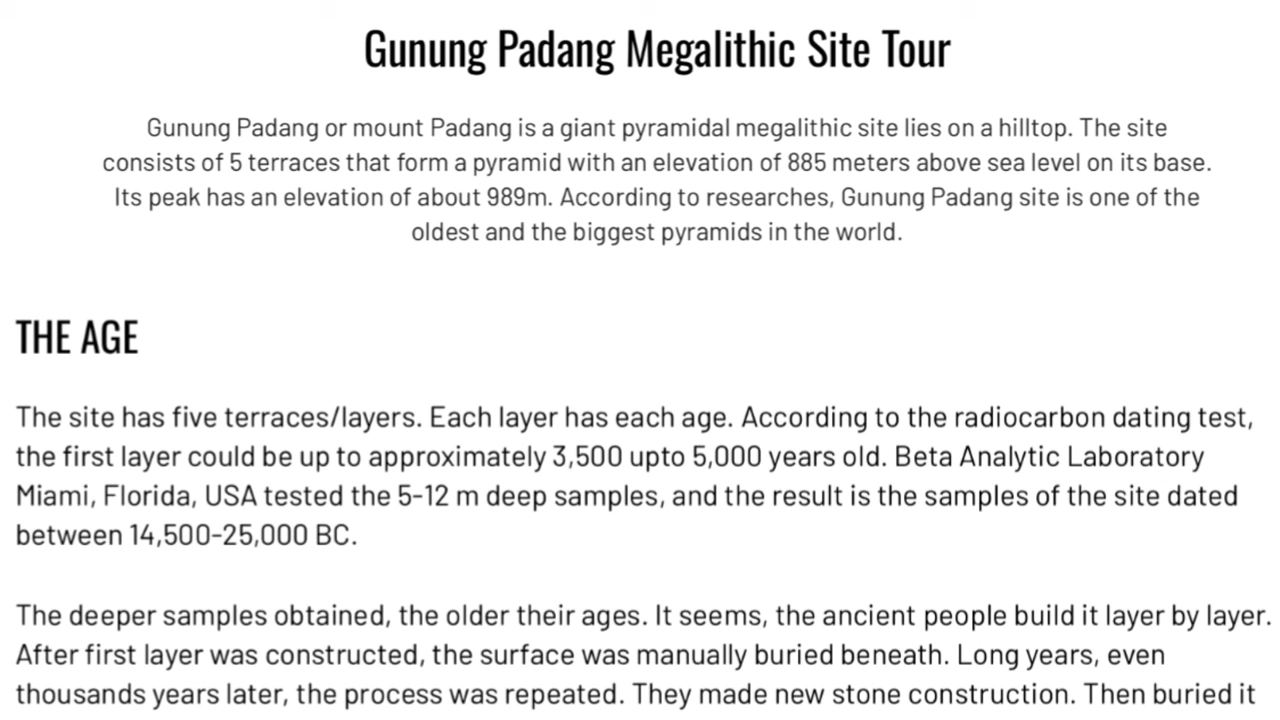 Gunung Padang Megalithic Site Tour
Gunung Padang or mount Padang is a giant pyramidal megalithic site lies on a hilltop. The site
consists of 5 terraces that form a pyramid with an elevation of 885 meters above sea level on its base.
Its peak has an elevation of about 989m. According to researches, Gunung Padang site is one of the
oldest and the biggest pyramids in the world.
THE AGE
The site has five terraces/layers. Each layer has each age. According to the radiocarbon dating test,
the first layer could be up to approximately 3,500 upto 5,000 years old. Beta Analytic Laboratory
Miami, Florida, USA tested the 5-12 m deep samples, and the result is the samples of the site dated
between 14,500-25,000 BC.
The deeper samples obtained, the older their ages. It seems, the ancient people build it layer by layer.
After first layer was constructed, the surface was manually buried beneath. Long years, even
thousands years later, the process was repeated. They made new stone construction. Then buried it